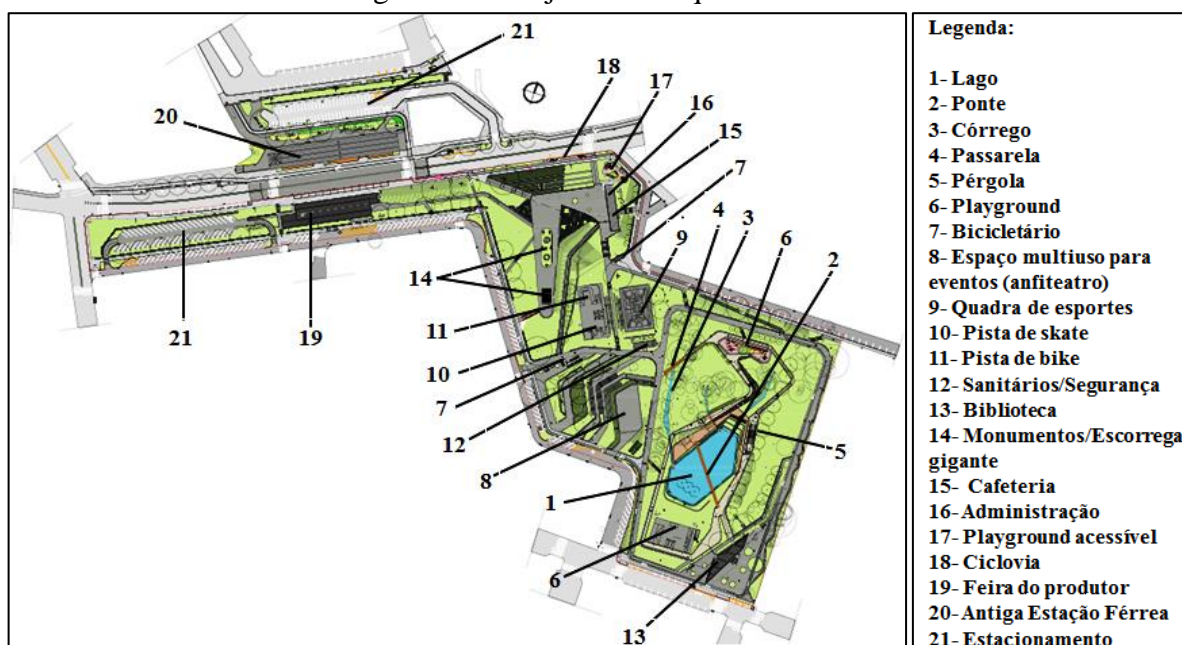 21
18
17
16
20
15
7
4
3
6
2
9
14
11
21
19
10
7
12
5
8
1
6
13
Legenda:
1- Lago
2- Ponte
3- Córrego
4- Passarela
5- Pérgola
6- Playground
7- Bicicletário
8- Espaço multiuso para
eventos (anfiteatro)
9- Quadra de esportes
10- Pista de skate
11- Pista de bike
12- Sanitários/Segurança
13- Biblioteca
14- Monumentos/Escorrega
gigante
15- Cafeteria
16- Administração
17- Playground acessível
18- Ciclovia
19- Feira do produtor
20- Antiga Estação Férrea
21- Estacionamento